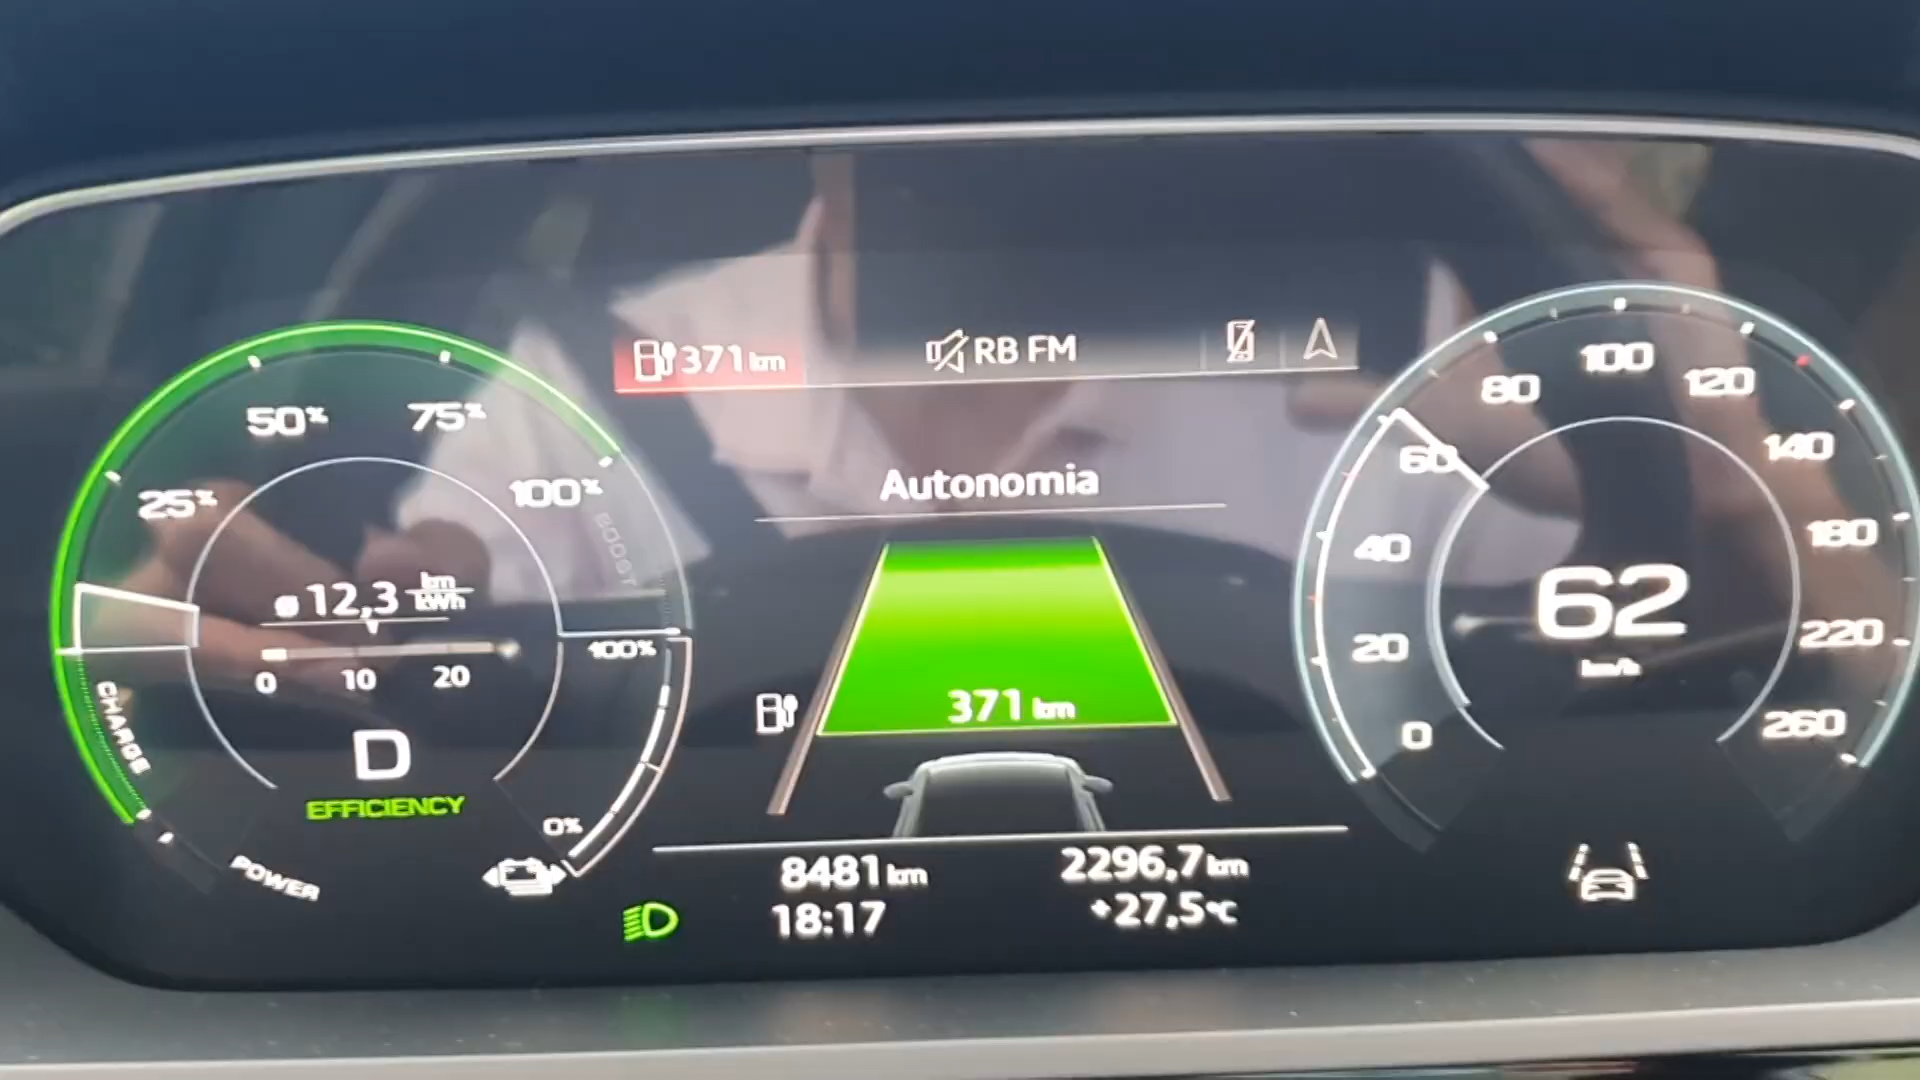 371 km
RB FM
Autonomia
371 km
50%
75%
25%
100%
BOOST
ø 12,3 km/kWh
0 10 20
100%
CHARGE
D
EFFICIENCY
0%
POWER
0
20
40
60
80
100
120
140
180
220
260
62
km/h
8481 km
2296,7 km
18:17
+27,5 °C